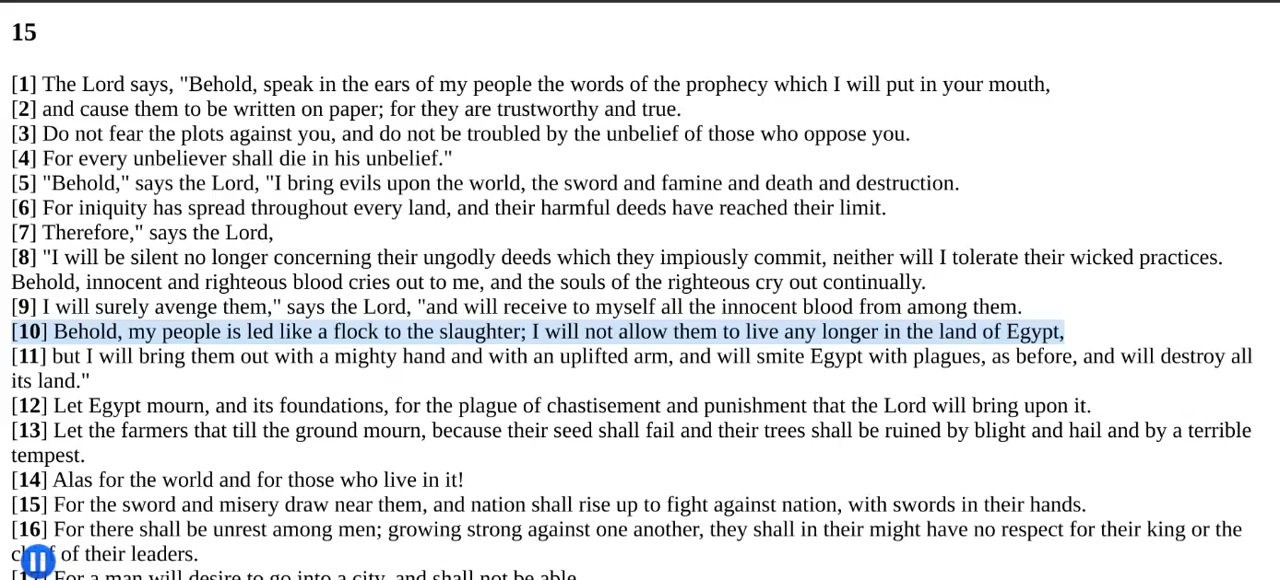 15
[1] The Lord says, "Behold, speak in the ears of my people the words of the prophecy which I will put in your mouth,
[2] and cause them to be written on paper; for they are trustworthy and true.
[3] Do not fear the plots against you, and do not be troubled by the unbelief of those who oppose you.
[4] For every unbeliever shall die in his unbelief."
[5] "Behold," says the Lord, "I bring evils upon the world, the sword and famine and death and destruction.
[6] For iniquity has spread throughout every land, and their harmful deeds have reached their limit.
[7] Therefore," says the Lord,
[8] "I will be silent no longer concerning their ungodly deeds which they impiously commit, neither will I tolerate their wicked practices.
Behold, innocent and righteous blood cries out to me, and the souls of the righteous cry out continually.
[9] I will surely avenge them," says the Lord, "and will receive to myself all the innocent blood from among them.
[10] Behold, my people is led like a flock to the slaughter; I will not allow them to live any longer in the land of Egypt,
[11] but I will bring them out with a mighty hand and with an uplifted arm, and will smite Egypt with plagues, as before, and will destroy all
its land."
[12] Let Egypt mourn, and its foundations, for the plague of chastisement and punishment that the Lord will bring upon it.
[13] Let the farmers that till the ground mourn, because their seed shall fail and their trees shall be ruined by blight and hail and by a terrible
tempest.
[14] Alas for the world and for those who live in it!
[15] For the sword and misery draw near them, and nation shall rise up to fight against nation, with swords in their hands.
[16] For there shall be unrest among men; growing strong against one another, they shall in their might have no respect for their king or the
of their leaders.
For a man will desire to go into a city, and shall not be able.